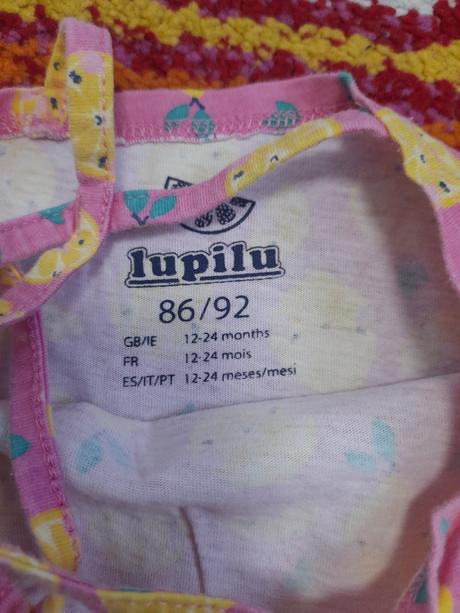 lupilu
86/92
GB/IE 12-24 months
FR 12-24 mois
ES/IT/PT 12-24 meses/mesi